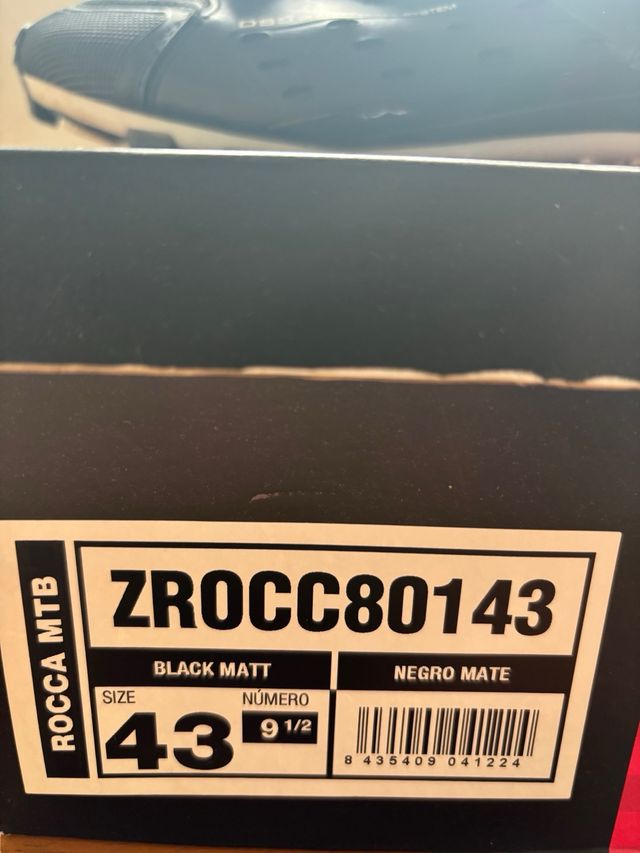 ROCCA MTB
ZROCC80143
BLACK MATT
NEGRO MATE
SIZE
43
NÚMERO
9 1/2
8 435409 041224